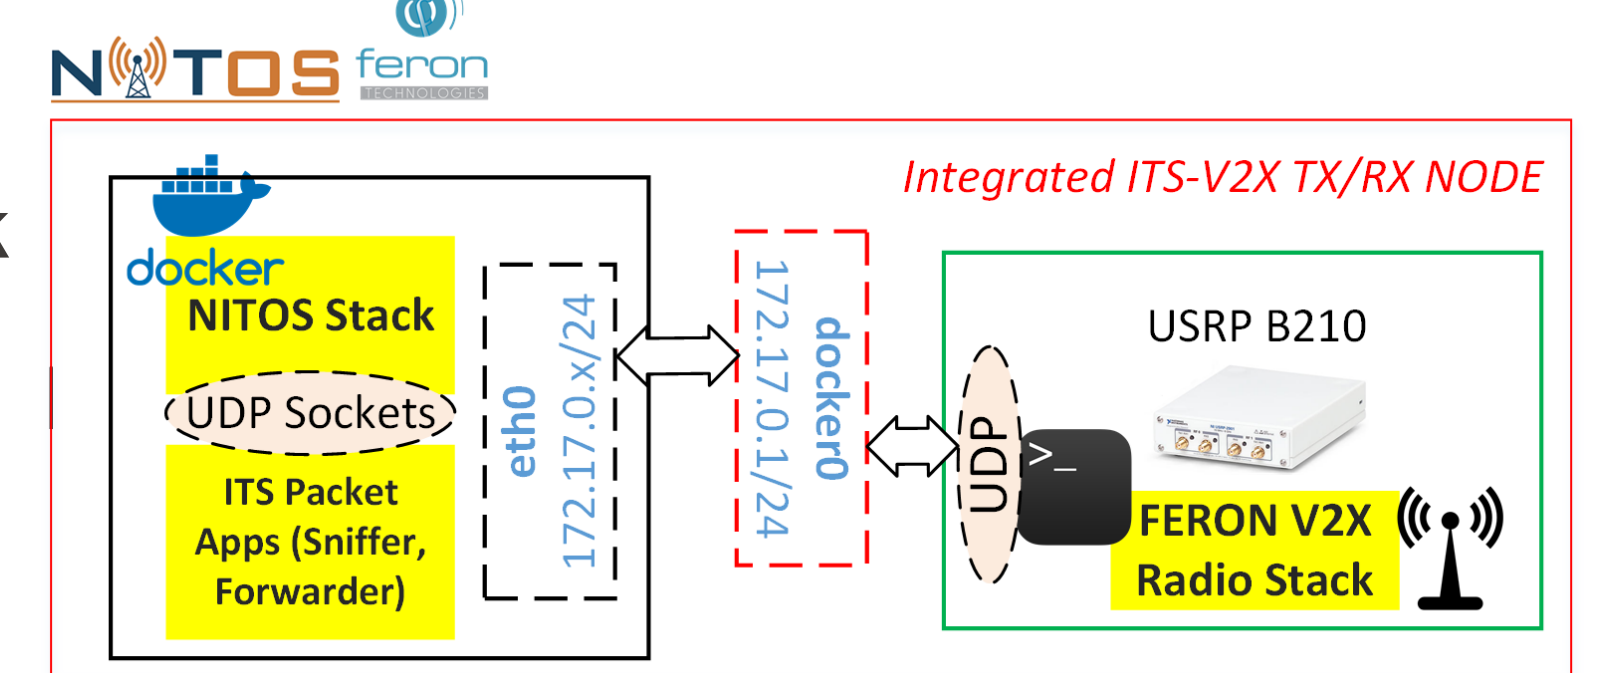 NITOS
feron
TECHNOLOGIES
Integrated ITS-V2X TX/RX NODE
docker
NITOS Stack
UDP Sockets
ITS Packet
Apps (Sniffer,
Forwarder)
eth0
172.17.0.x/24
docker0
172.17.0.1/24
UDP
>_
USRP B210
FERON V2X
Radio Stack